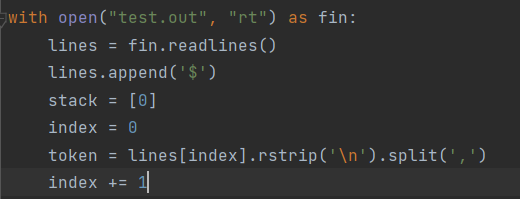 with open("test.out", "rt") as fin:
    lines = fin.readlines()
    lines.append('$')
    stack = [0]
    index = 0
    token = lines[index].rstrip('\n').split(',')
    index += 1